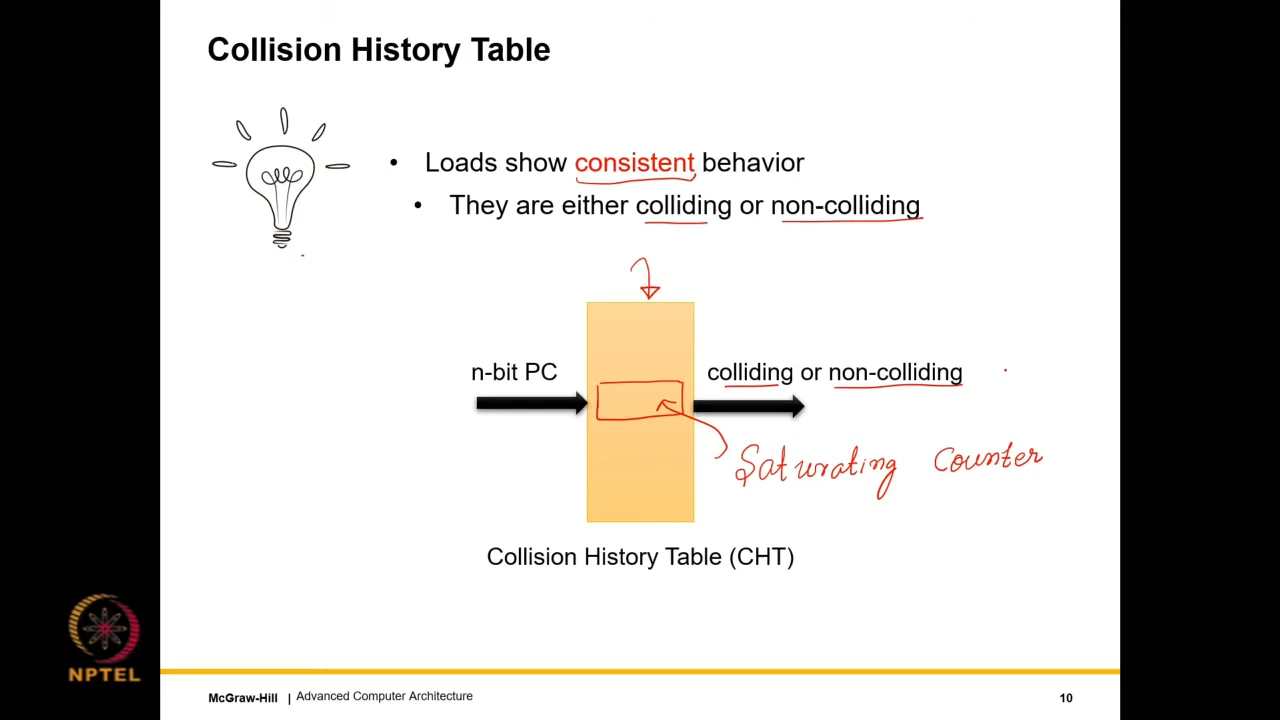 Collision History Table
• Loads show consistent behavior
• They are either colliding or non-colliding
n-bit PC
colliding or non-colliding
Saturating counter
Collision History Table (CHT)
NPTEL
McGraw-Hill | Advanced Computer Architecture
10